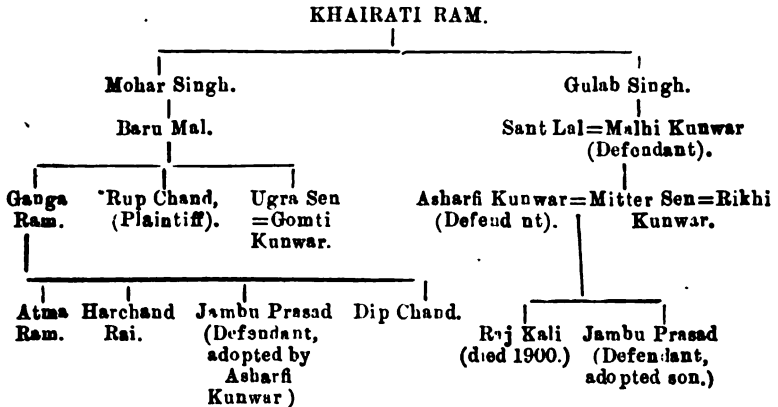 KHAIRATI RAM.
Mohar Singh. Gulab Singh.
Baru Mal. Sant Lal=Malhi Kunwar
(Defendant).
Ganga Rup Chand, Ugra Sen Asharfi Kunwar=Mitter Sen=Rikhi
Ram. (Plaintiff). =Gomti (Defend nt). Kunwar.
Kunwar.
Atma Harchand Jambu Prasad Dip Chand. Raj Kali Jambu Prasad
Ram. Rai. (Defendant, (died 1900.) (Defendant,
adopted by adopted son.)
Asharfi
Kunwar)